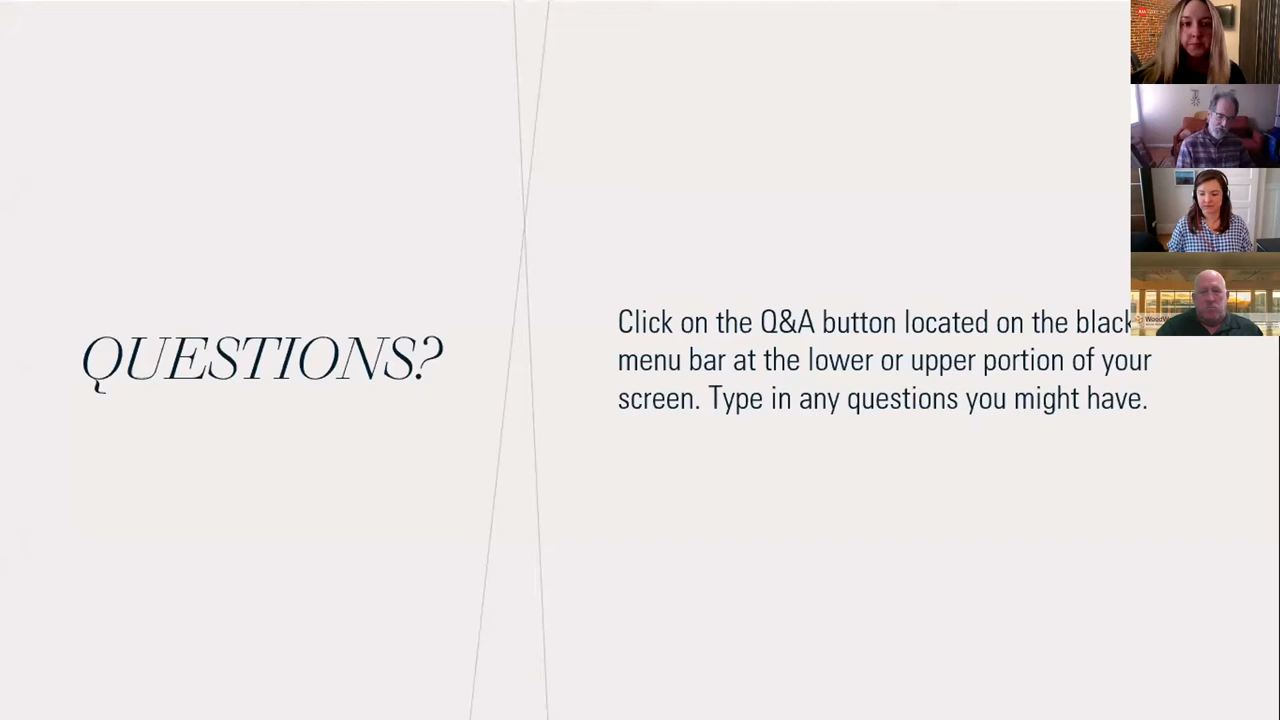 QUESTIONS?
Click on the Q&A button located on the black
menu bar at the lower or upper portion of your
screen. Type in any questions you might have.